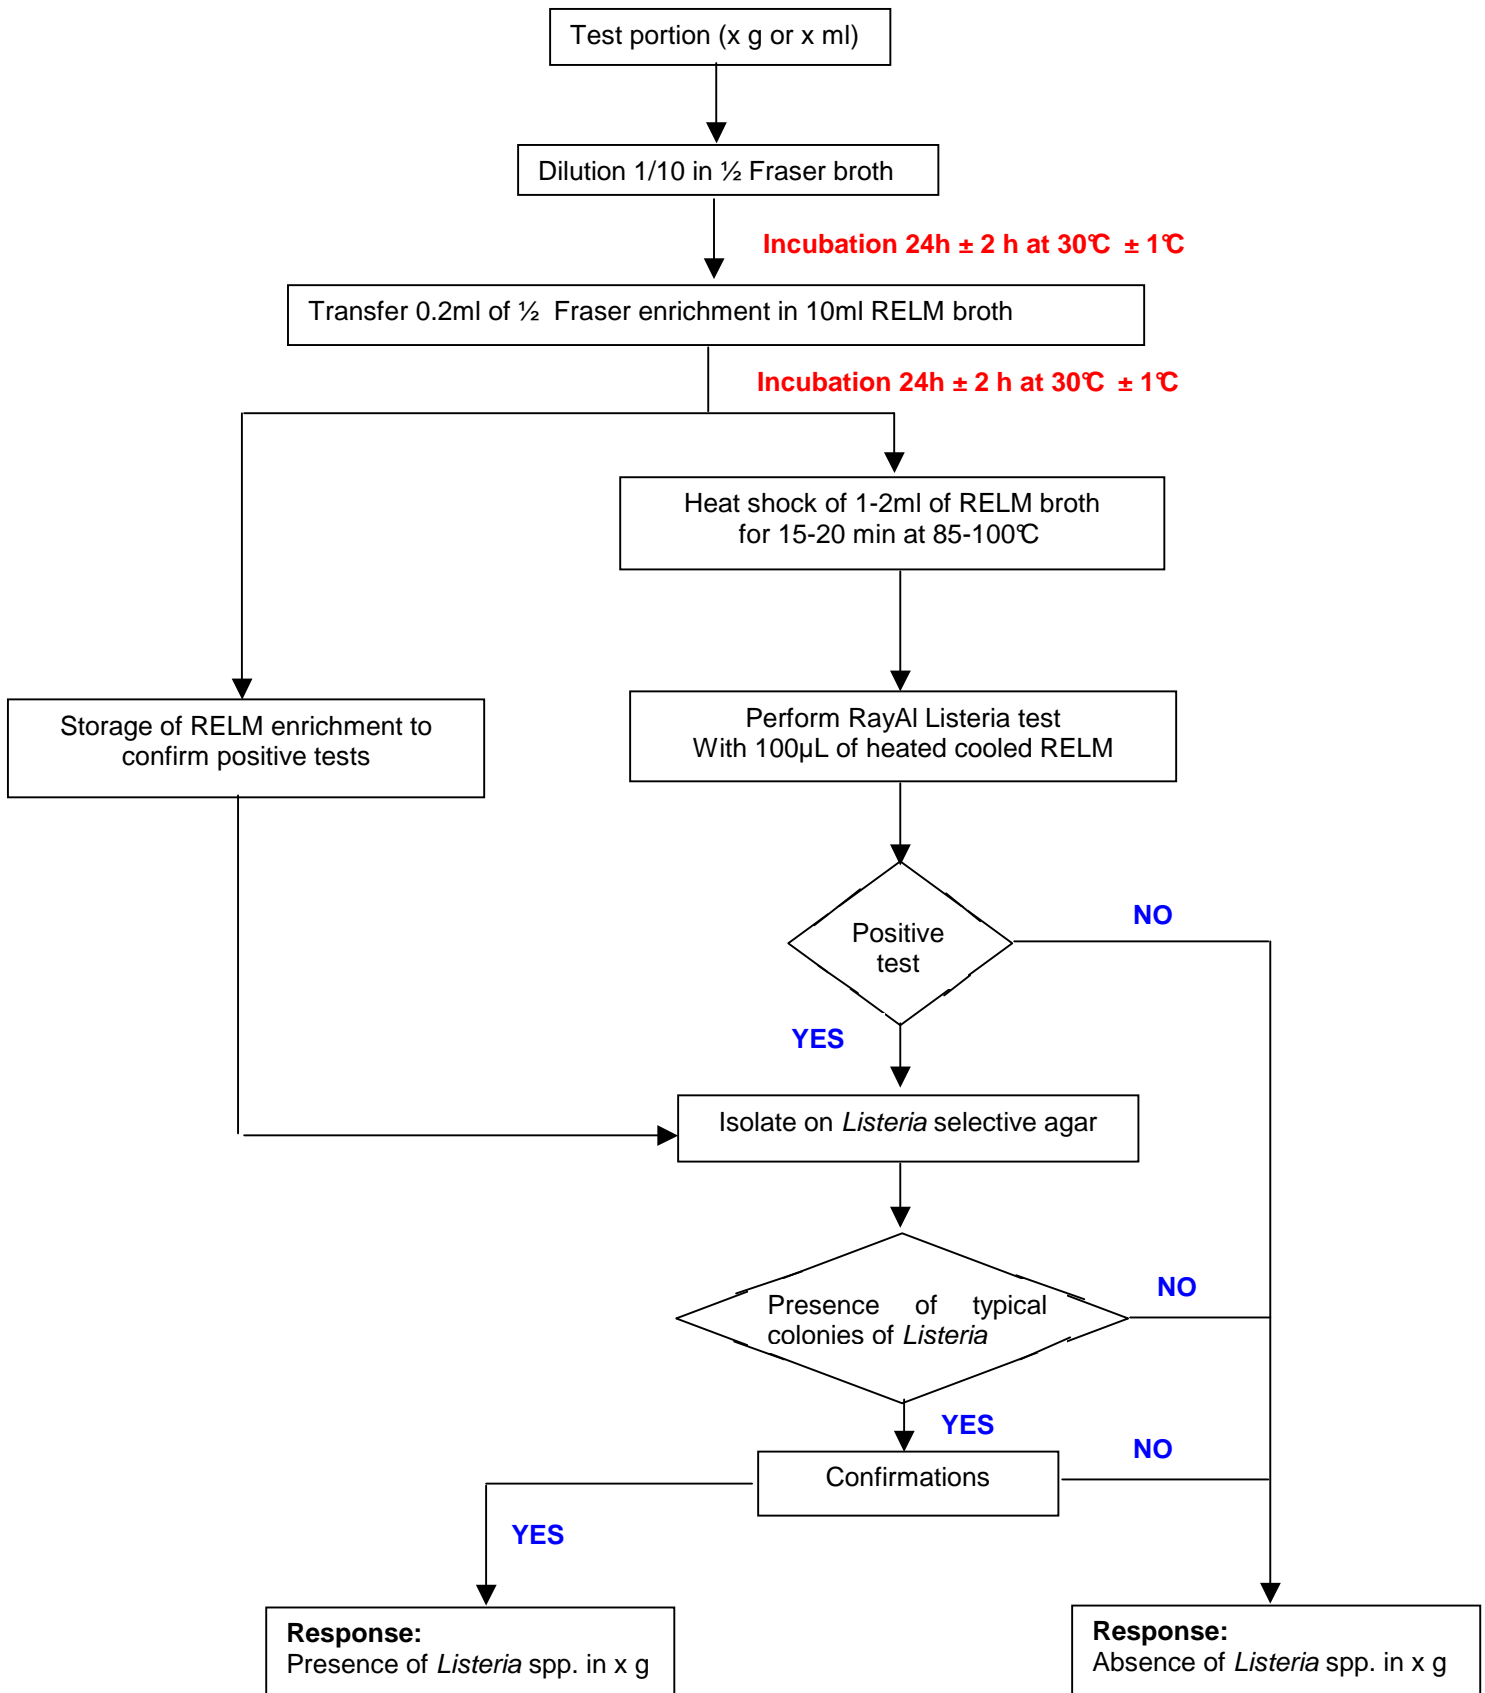 Test portion (x g or x ml)
Dilution 1/10 in ½ Fraser broth
Incubation 24h ± 2 h at 30°C ± 1°C
Transfer 0.2ml of ½ Fraser enrichment in 10ml RELM broth
Incubation 24h ± 2 h at 30°C ± 1°C
Heat shock of 1-2ml of RELM broth
for 15-20 min at 85-100°C
Storage of RELM enrichment to
confirm positive tests
Perform RayAl Listeria test
With 100µL of heated cooled RELM
Positive
test
NO
YES
Isolate on Listeria selective agar
Presence of typical
colonies of Listeria
NO
YES
Confirmations
NO
YES
Response:
Presence of Listeria spp. in x g
Response:
Absence of Listeria spp. in x g